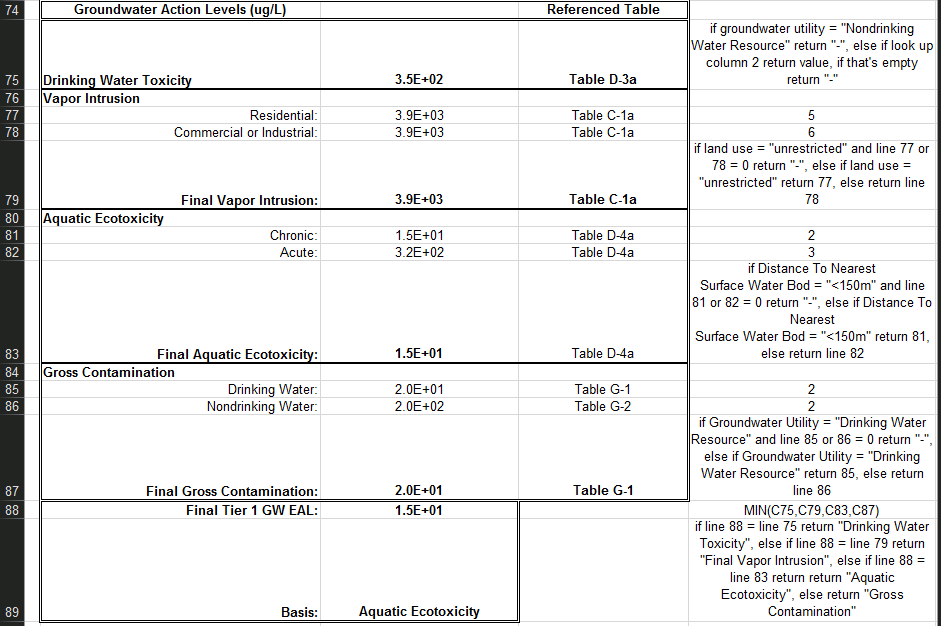 74 Groundwater Action Levels (ug/L) Referenced Table
if groundwater utility = "Nondrinking
Water Resource" return "-", else if look up
column 2 return value, if that's empty
75 Drinking Water Toxicity 3.5E+02 Table D-3a return "-"
76 Vapor Intrusion
77 Residential: 3.9E+03 Table C-1a 5
78 Commercial or Industrial: 3.9E+03 Table C-1a 6
if land use = "unrestricted" and line 77 or
78 = 0 return "-", else if land use =
"unrestricted" return 77, else return line
79 Final Vapor Intrusion: 3.9E+03 Table C-1a 78
80 Aquatic Ecotoxicity
81 Chronic: 1.5E+01 Table D-4a 2
82 Acute: 3.2E+02 Table D-4a 3
if Distance To Nearest
Surface Water Bod = "<150m" and line
81 or 82 = 0 return "-", else if Distance To
Nearest
Surface Water Bod = "<150m" return 81,
83 Final Aquatic Ecotoxicity: 1.5E+01 Table D-4a else return line 82
84 Gross Contamination
85 Drinking Water: 2.0E+01 Table G-1 2
86 Nondrinking Water: 2.0E+02 Table G-2 2
if Groundwater Utility = "Drinking Water
Resource" and line 85 or 86 = 0 return "-",
else if Groundwater Utility = "Drinking
Water Resource" return 85, else return
87 Final Gross Contamination: 2.0E+01 Table G-1 line 86
88 Final Tier 1 GW EAL: 1.5E+01 MIN(C75,C79,C83,C87)
if line 88 = line 75 return "Drinking Water
Toxicity", else if line 88 = line 79 return
"Final Vapor Intrusion", else if line 88 =
line 83 return return "Aquatic
Ecotoxicity", else return "Gross
89 Basis: Aquatic Ecotoxicity Contamination"